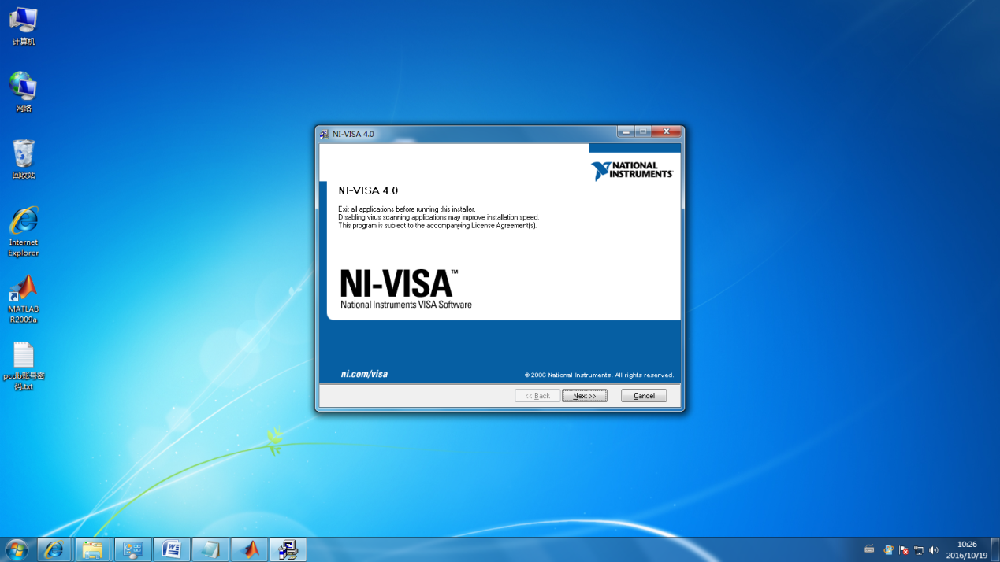 计算机
网络
回收站
Internet
Explorer
MATLAB
R2009a
pcdb账号密
码.txt
NI-VISA 4.0
NATIONAL
INSTRUMENTS
NI-VISA 4.0
Exit all applications before running this installer.
Disabling virus scanning applications may improve installation speed.
This program is subject to the accompanying License Agreement(s).
NI-VISA™
National Instruments VISA Software
ni.com/visa
© 2006 National Instruments. All rights reserved.
<< Back
Next >>
Cancel
10:26
2016/10/19